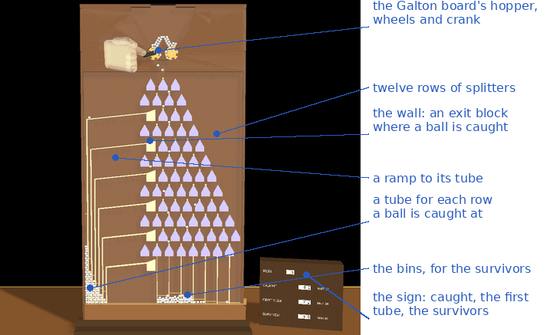 the Galton board's hopper,
wheels and crank
twelve rows of splitters
the wall: an exit block
where a ball is caught
a ramp to its tube
a tube for each row
a ball is caught at
the bins, for the survivors
the sign: caught, the first
tube, the survivors